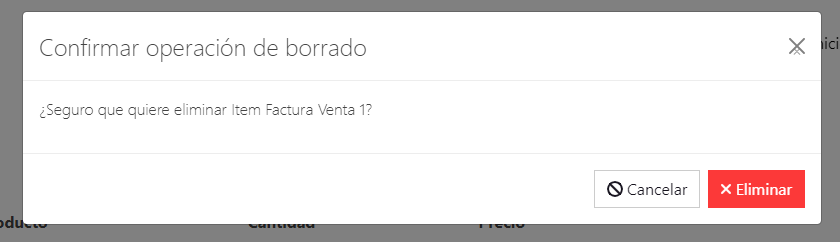 Confirmar operación de borrado
¿Seguro que quiere eliminar Item Factura Venta 1?
Cancelar
Eliminar
Cantidad
Precio